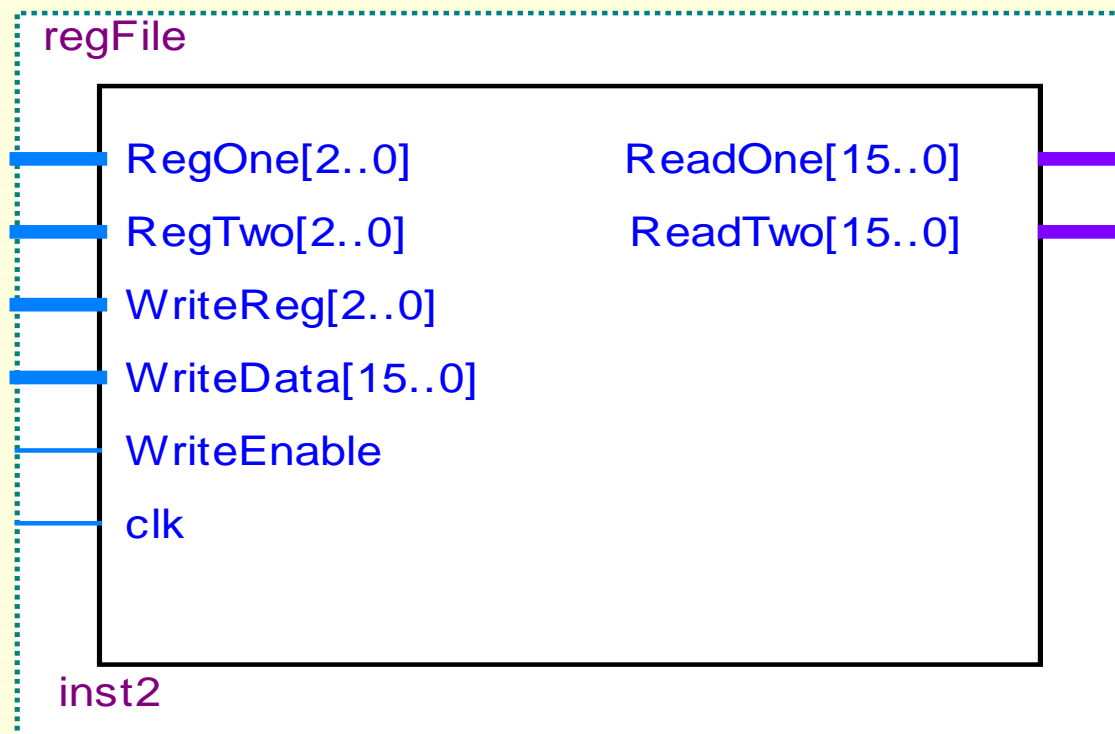 regFile
RegOne[2..0] ReadOne[15..0]
RegTwo[2..0] ReadTwo[15..0]
WriteReg[2..0]
WriteData[15..0]
WriteEnable
clk
inst2